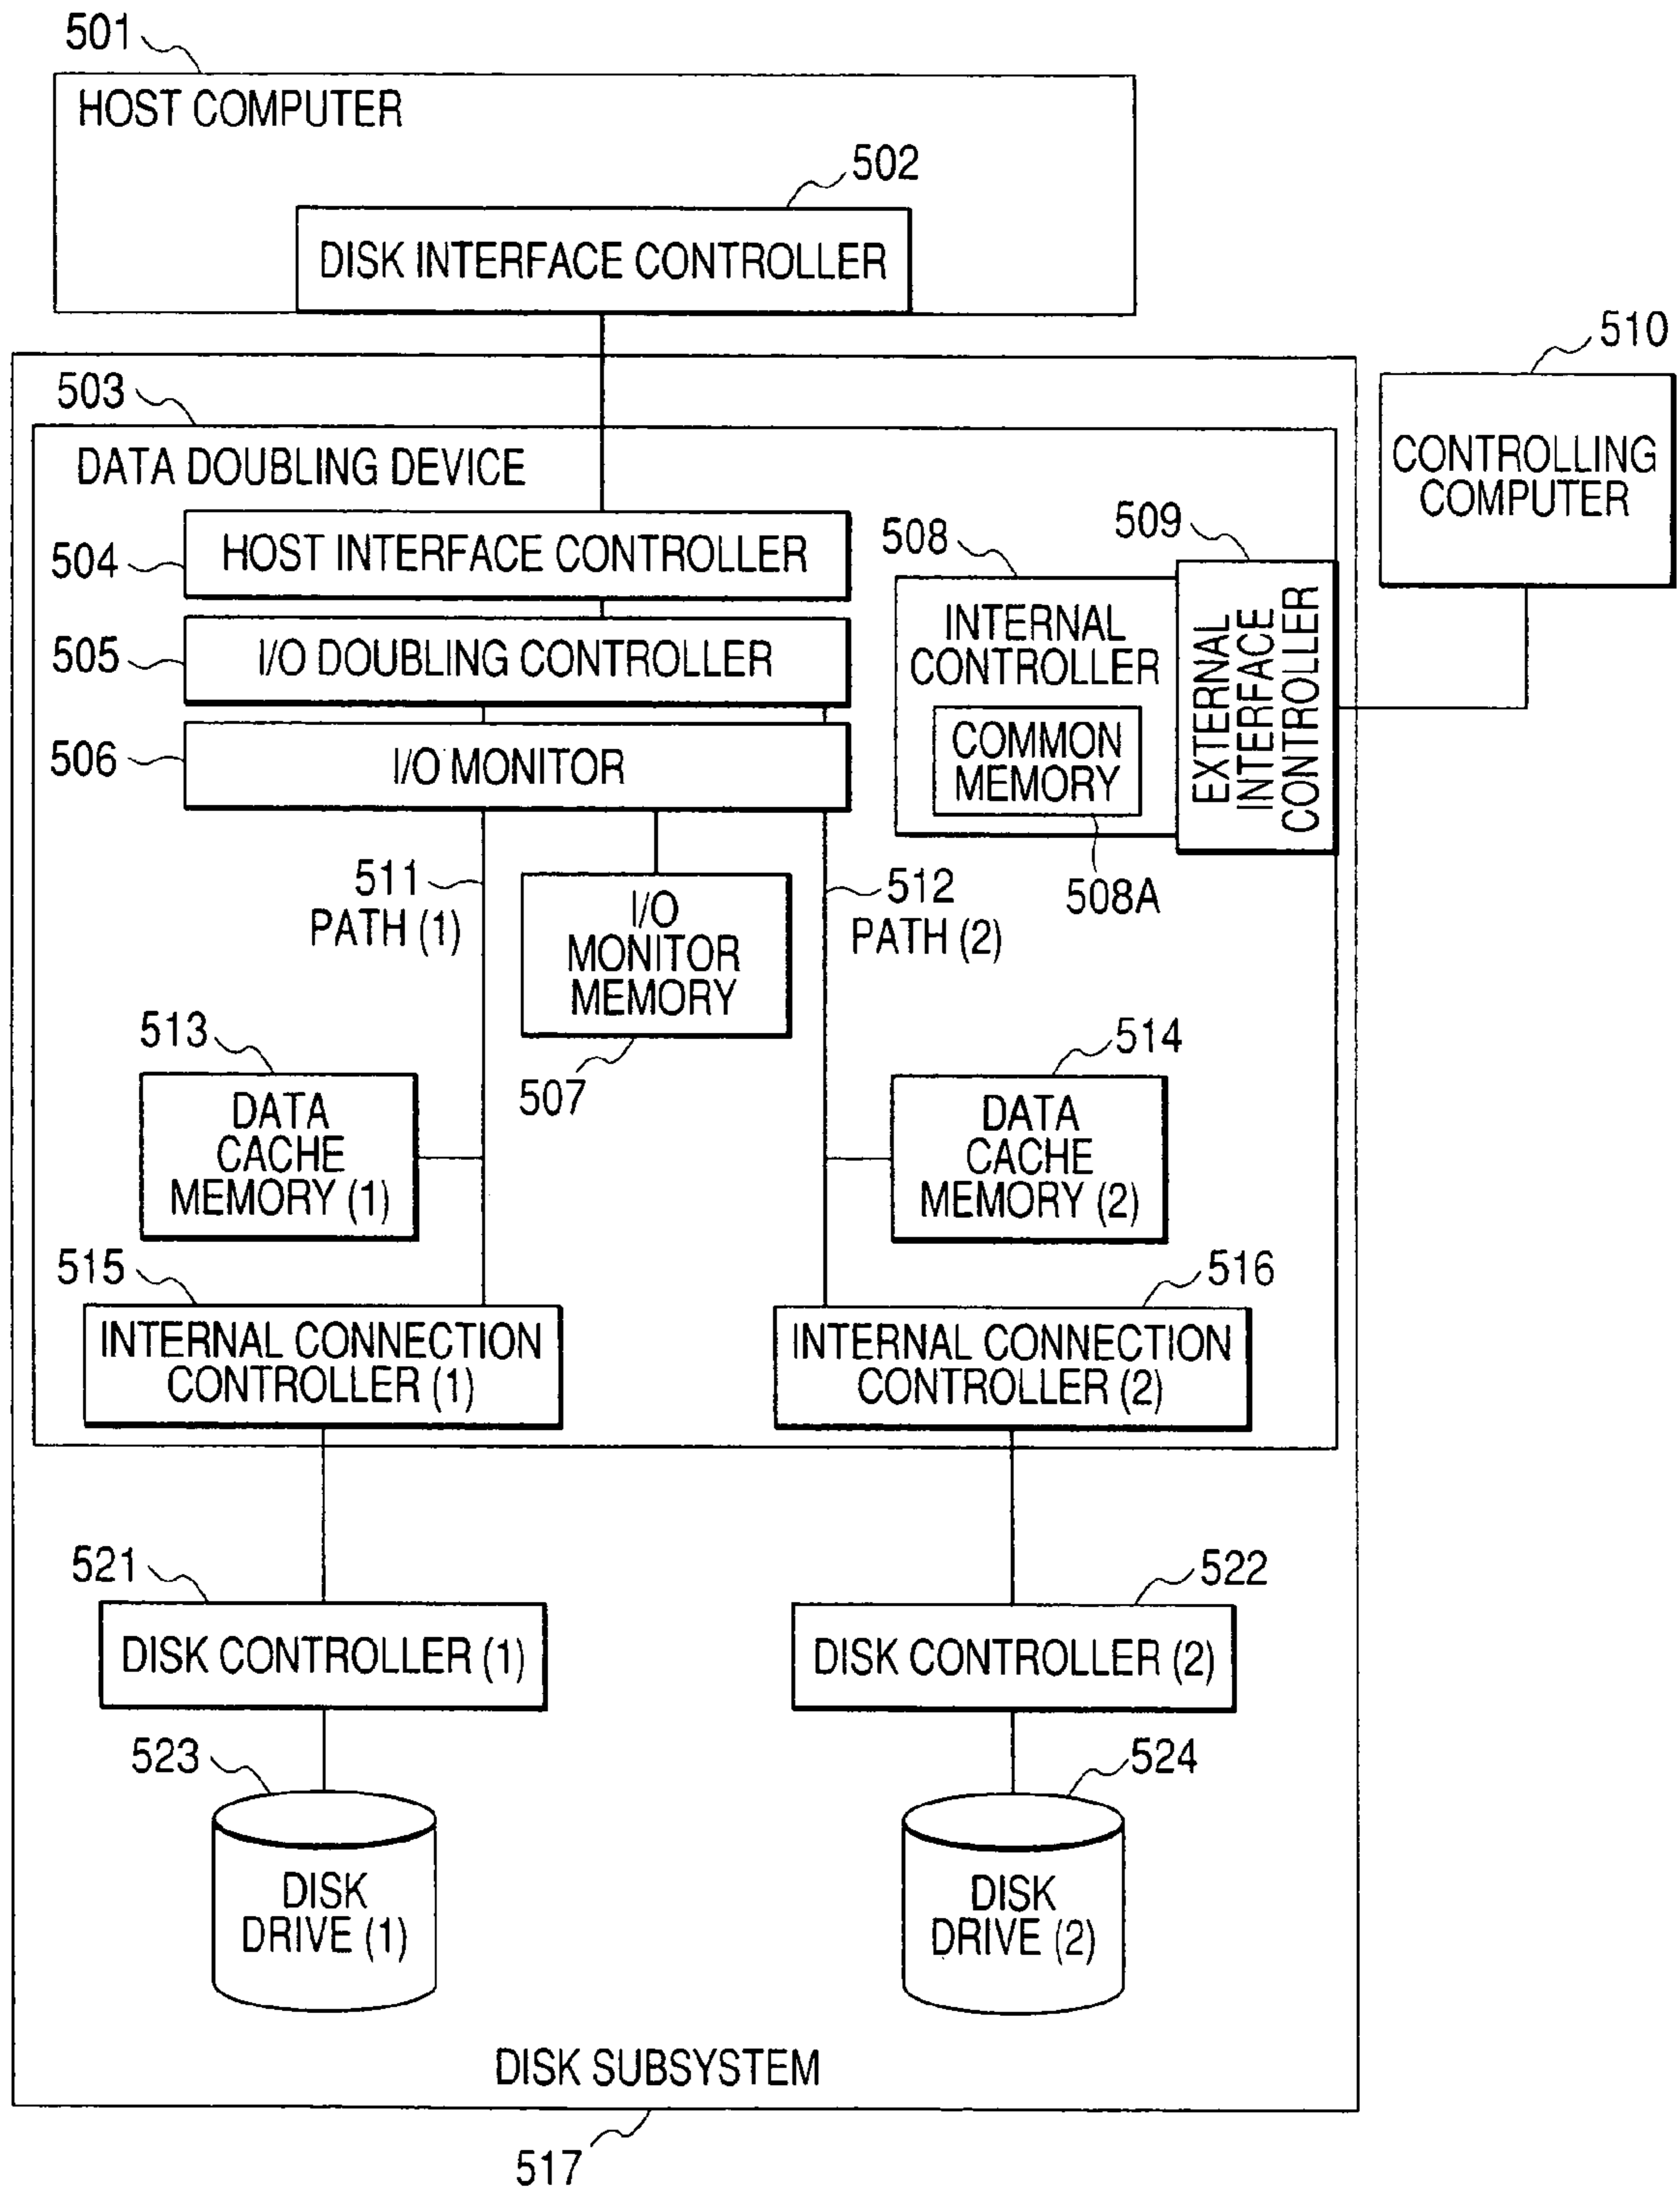 501
HOST COMPUTER
502
DISK INTERFACE CONTROLLER
510
CONTROLLING
COMPUTER
503
DATA DOUBLING DEVICE
504
HOST INTERFACE CONTROLLER
505
I/O DOUBLING CONTROLLER
506
I/O MONITOR
508
INTERNAL
CONTROLLER
COMMON
MEMORY
508A
509
EXTERNAL
INTERFACE
CONTROLLER
511
PATH (1)
I/O
MONITOR
MEMORY
507
512
PATH (2)
513
DATA
CACHE
MEMORY (1)
514
DATA
CACHE
MEMORY (2)
515
INTERNAL CONNECTION
CONTROLLER (1)
516
INTERNAL CONNECTION
CONTROLLER (2)
521
DISK CONTROLLER (1)
522
DISK CONTROLLER (2)
523
DISK
DRIVE (1)
524
DISK
DRIVE (2)
DISK SUBSYSTEM
517